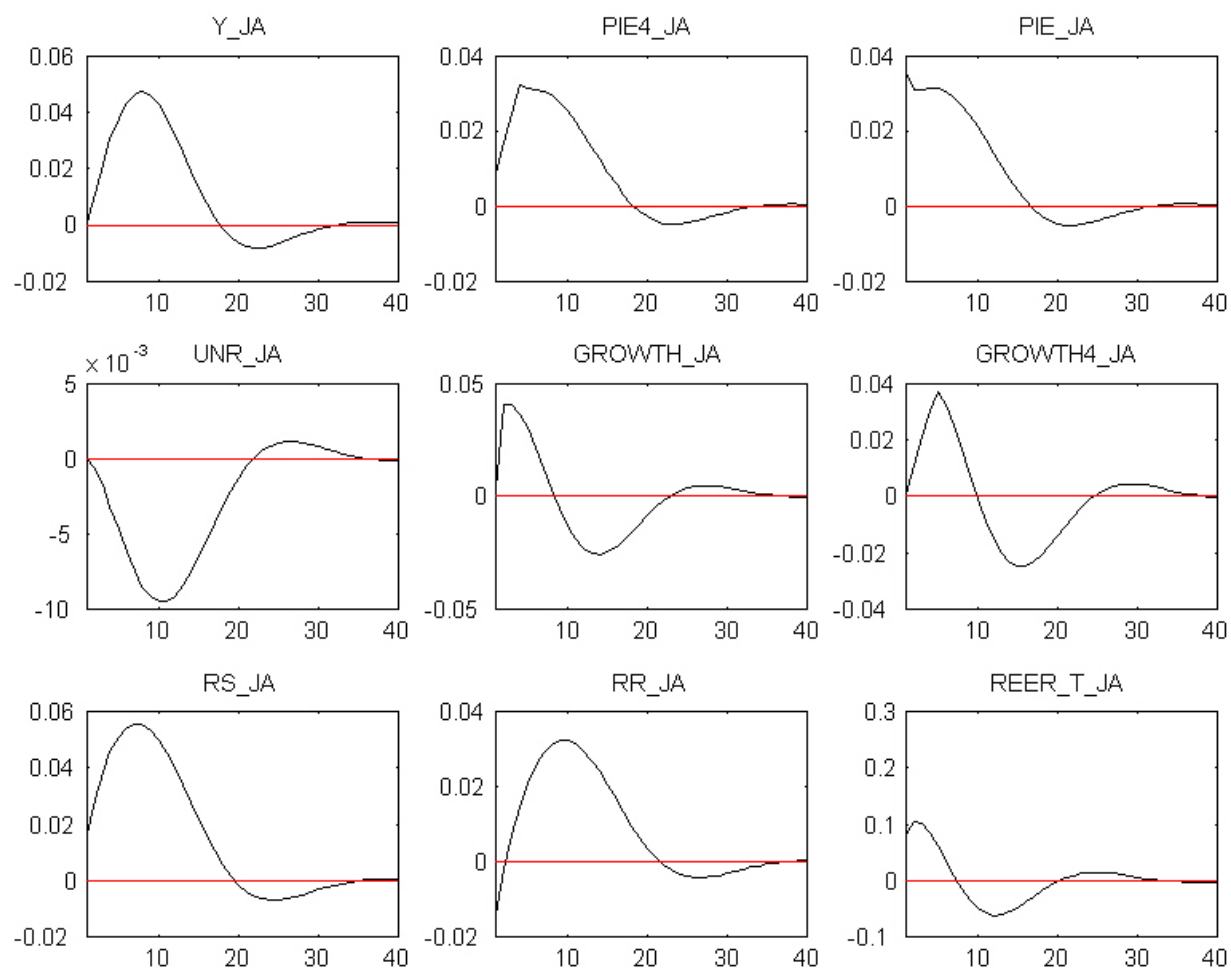 Y_JA PIE4_JA PIE_JA
0.06 0.04 0.04
0.04 0.02 0.02
0.02
0 0 0
-0.02 -0.02 -0.02
10 20 30 40 10 20 30 40 10 20 30 40
× 10⁻³ UNR_JA GROWTH_JA GROWTH4_JA
5 0.05 0.04
0.02
0 0 0
-5 -0.02
-10 -0.05 -0.04
10 20 30 40 10 20 30 40 10 20 30 40
RS_JA RR_JA REER_T_JA
0.06 0.04 0.3
0.04 0.02 0.2
0.02 0.1
0 0 0
-0.02 -0.02 -0.1
10 20 30 40 10 20 30 40 10 20 30 40